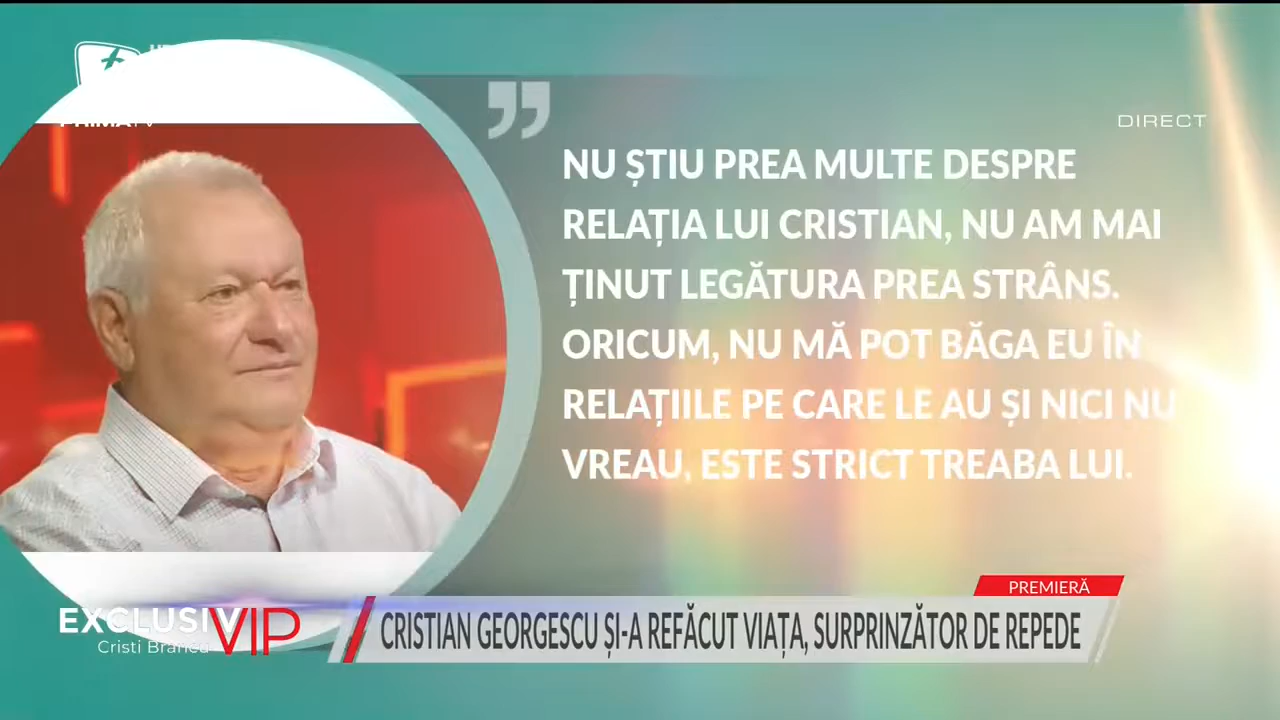 DIRECT
NU ȘTIU PREA MULTE DESPRE
RELAȚIA LUI CRISTIAN, NU AM MAI
ȚINUT LEGĂTURA PREA STRÂNS.
ORICUM, NU MĂ POT BĂGA EU ÎN
RELAȚIILE PE CARE LE AU ȘI NICI NU
VREAU, ESTE STRICT TREABA LUI.
PREMIERĂ
EXCLUSIV VIP
Cristi Brancu
CRISTIAN GEORGESCU ȘI-A REFĂCUT VIAȚA, SURPRINZĂTOR DE REPEDE